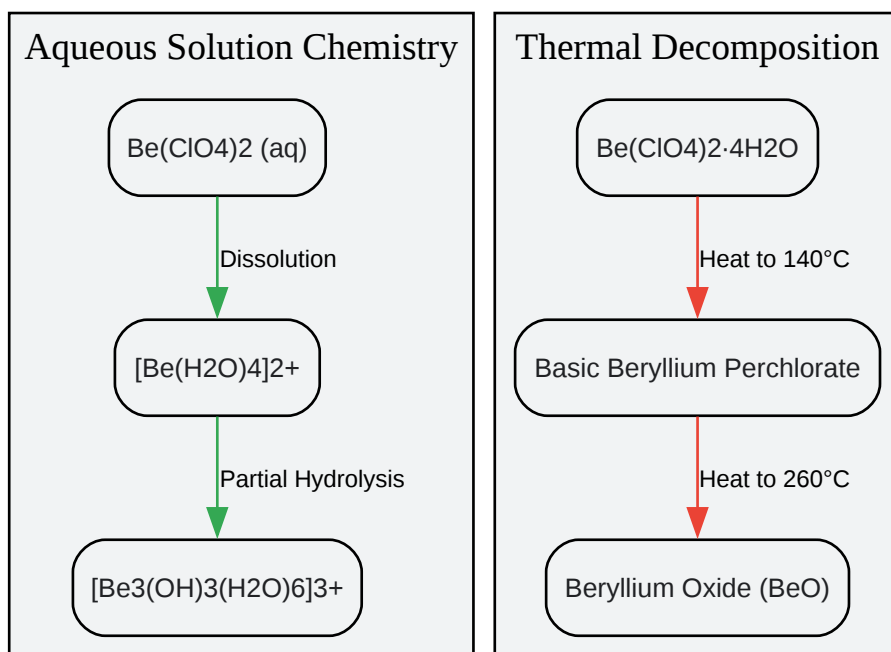 Aqueous Solution Chemistry
Be(ClO4)2 (aq)
Dissolution
[Be(H2O)4]2+
Partial Hydrolysis
[Be3(OH)3(H2O)6]3+
Thermal Decomposition
Be(ClO4)2·4H2O
Heat to 140°C
Basic Beryllium Perchlorate
Heat to 260°C
Beryllium Oxide (BeO)